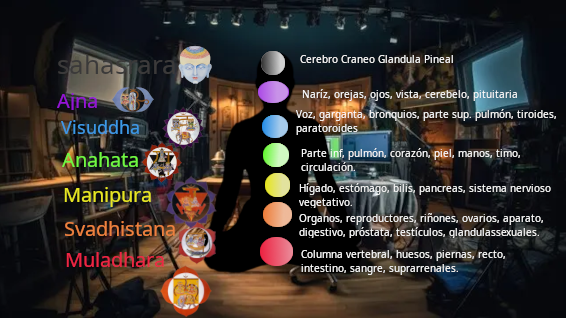 sahasrara
Cerebro Craneo Glandula Pineal
Ajna
Naríz, orejas, ojos, vista, cerebelo, pituitaria
Visuddha
Voz, garganta, bronquios, parte sup. pulmón, tiroides,
paratoroides
Anahata
Parte inf, pulmón, corazón, piel, manos, timo,
circulación.
Manipura
Hígado, estómago, bilis, pancreas, sistema nervioso
vegetativo.
Svadhistana
Organos, reproductores, riñones, ovarios, aparato,
digestivo, próstata, testículos, glandulassexuales.
Muladhara
Columna vertebral, huesos, piernas, recto,
intestino, sangre, suprarrenales.